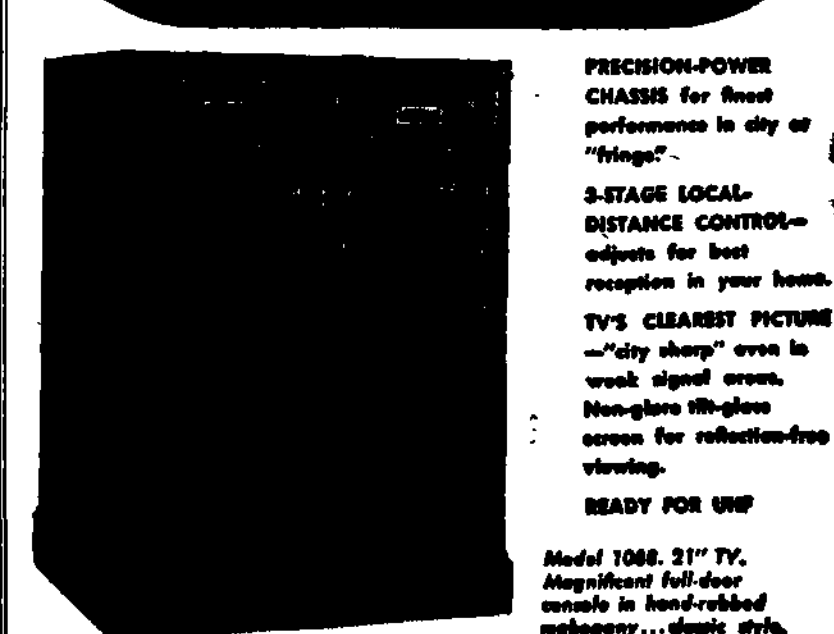 PRECISION-POWER
CHASSIS for finest
performance in city or
"fringe."
3-STAGE LOCAL-
DISTANCE CONTROL—
adjusts for best
reception in your home.
TV'S CLEAREST PICTURE
—"city sharp" even in
weak signal areas.
Non-glare tilt-glass
screen for reflection-free
viewing.
READY FOR UHF
Model 1088. 21" TV.
Magnificent full-door
console in hand-rubbed
mahogany...classic style.